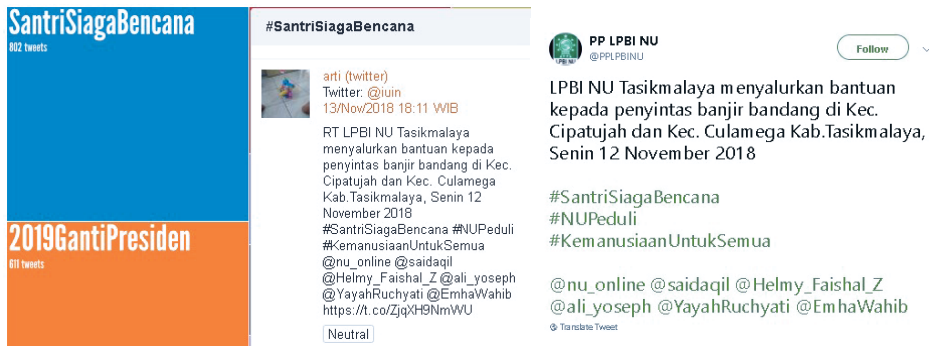 SantriSiagaBencana
802 tweets
2019GantiPresiden
611 tweets
#SantriSiagaBencana
arti (twitter)
Twitter: @iuin
13/Nov/2018 18:11 WIB
RT LPBI NU Tasikmalaya
menyalurkan bantuan kepada
penyintas banjir bandang di Kec.
Cipatujah dan Kec. Culamega
Kab.Tasikmalaya, Senin 12
November 2018
#SantriSiagaBencana #NUPeduli
#KemanusiaanUntukSemua
@nu_online @saidaqil
@Helmy_Faishal_Z @ali_yoseph
@YayahRuchyati @EmhaWahib
https://t.co/ZjqXH9NmWU
Neutral
PP LPBI NU
@PPLPBINU
Follow
LPBI NU Tasikmalaya menyalurkan bantuan
kepada penyintas banjir bandang di Kec.
Cipatujah dan Kec. Culamega Kab.Tasikmalaya,
Senin 12 November 2018
#SantriSiagaBencana
#NUPeduli
#KemanusiaanUntukSemua
@nu_online @saidaqil @Helmy_Faishal_Z
@ali_yoseph @YayahRuchyati @EmhaWahib
Translate Tweet